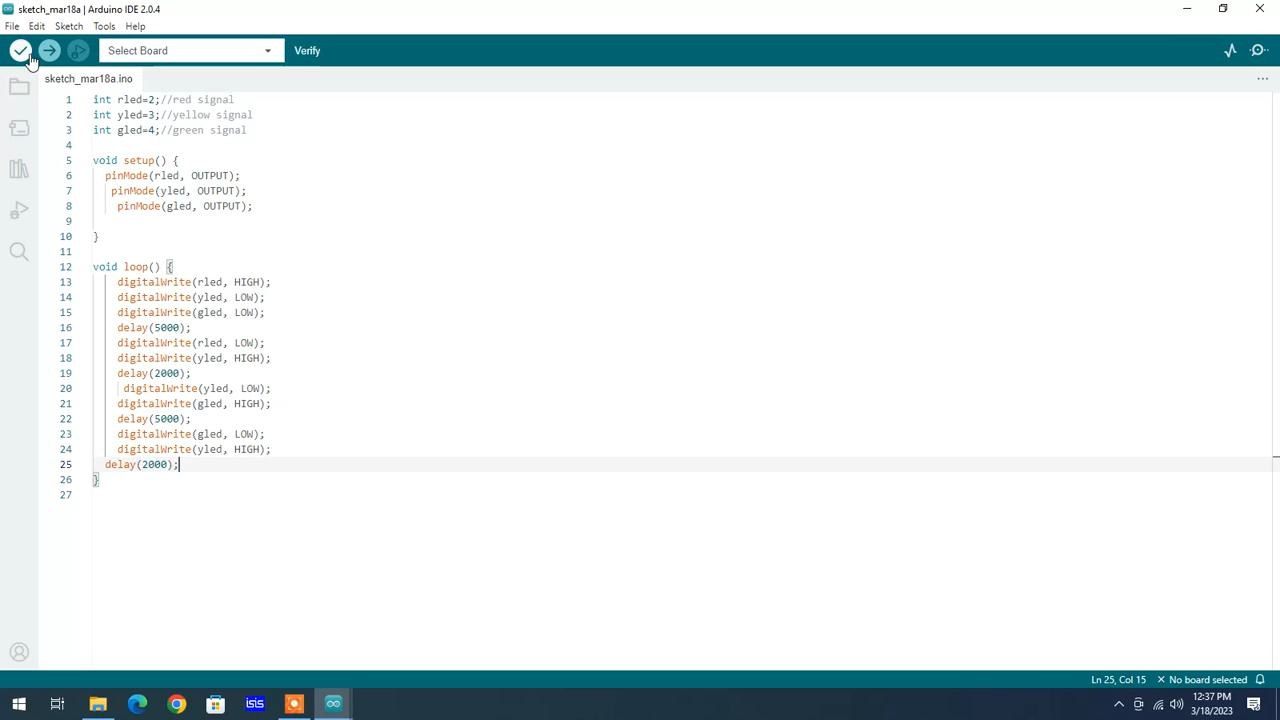 sketch_mar18a | Arduino IDE 2.0.4
File Edit Sketch Tools Help
Select Board
Verify
sketch_mar18a.ino
1 int rled=2;//red signal
2 int yled=3;//yellow signal
3 int gled=4;//green signal
4
5 void setup() {
6 pinMode(rled, OUTPUT);
7 pinMode(yled, OUTPUT);
8 pinMode(gled, OUTPUT);
9
10 }
11
12 void loop() {
13 digitalWrite(rled, HIGH);
14 digitalWrite(yled, LOW);
15 digitalWrite(gled, LOW);
16 delay(5000);
17 digitalWrite(rled, LOW);
18 digitalWrite(yled, HIGH);
19 delay(2000);
20 digitalWrite(yled, LOW);
21 digitalWrite(gled, HIGH);
22 delay(5000);
23 digitalWrite(gled, LOW);
24 digitalWrite(yled, HIGH);
25 delay(2000);
26 }
27
Ln 25, Col 15 No board selected
isis
12:37 PM
3/18/2023